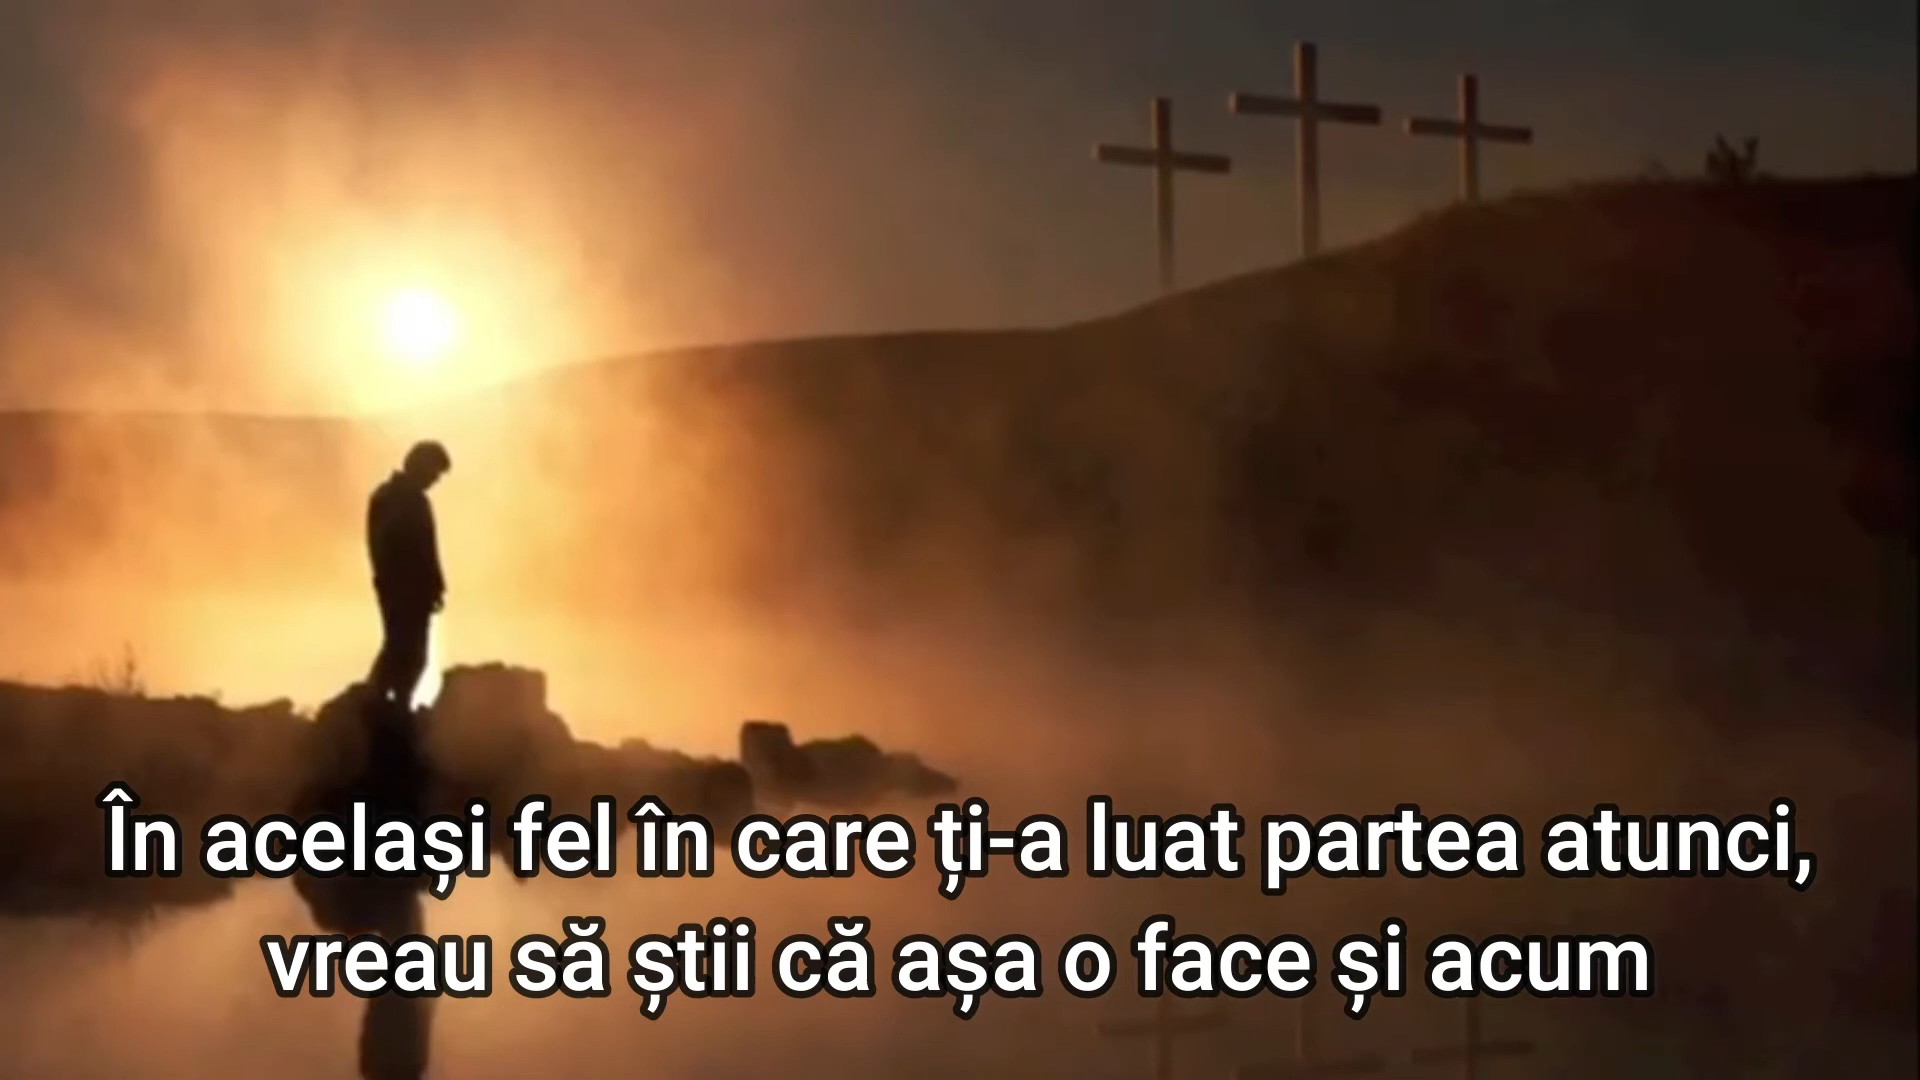 În același fel în care ți-a luat partea atunci,
vreau să știi că așa o face și acum